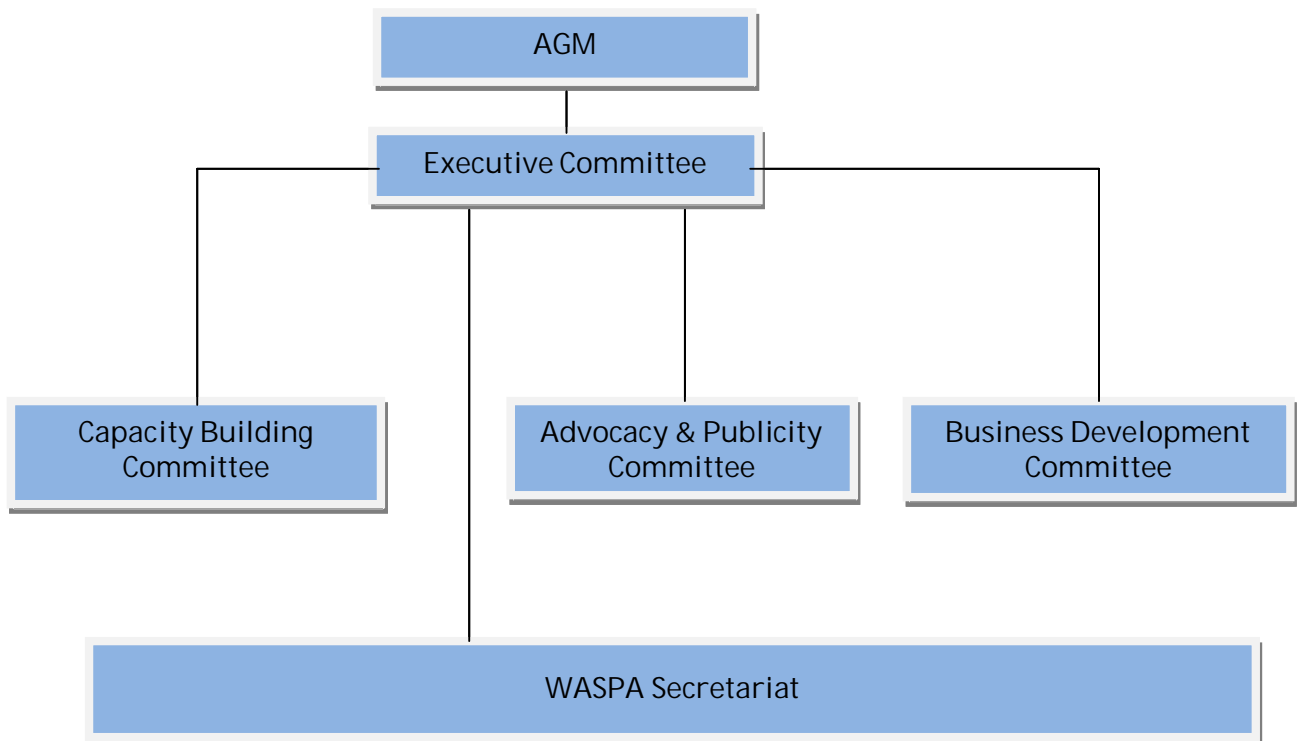 AGM
Executive Committee
Capacity Building
Committee
Advocacy & Publicity
Committee
Business Development
Committee
WASPA Secretariat